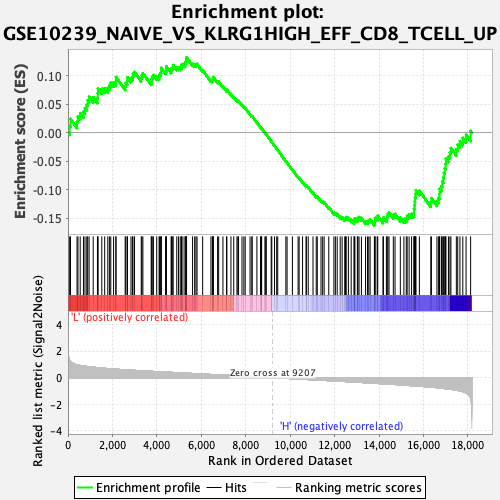 Enrichment plot:
GSE10239_NAIVE_VS_KLRG1HIGH_EFF_CD8_TCELL_UP
Enrichment score (ES)
0.10
0.05
0.00
-0.05
-0.10
-0.15
'L' (positively correlated)
Zero cross at 9207
'H' (negatively correlated)
Ranked list metric (Signal2Noise)
4
2
0
-2
-4
0 2,000 4,000 6,000 8,000 10,000 12,000 14,000 16,000 18,000
Rank in Ordered Dataset
Enrichment profile Hits Ranking metric scores